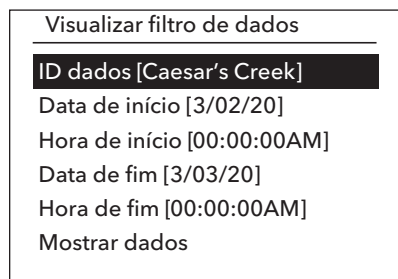 Visualizar filtro de dados
ID dados [Caesar's Creek]
Data de início [3/02/20]
Hora de início [00:00:00AM]
Data de fim [3/03/20]
Hora de fim [00:00:00AM]
Mostrar dados